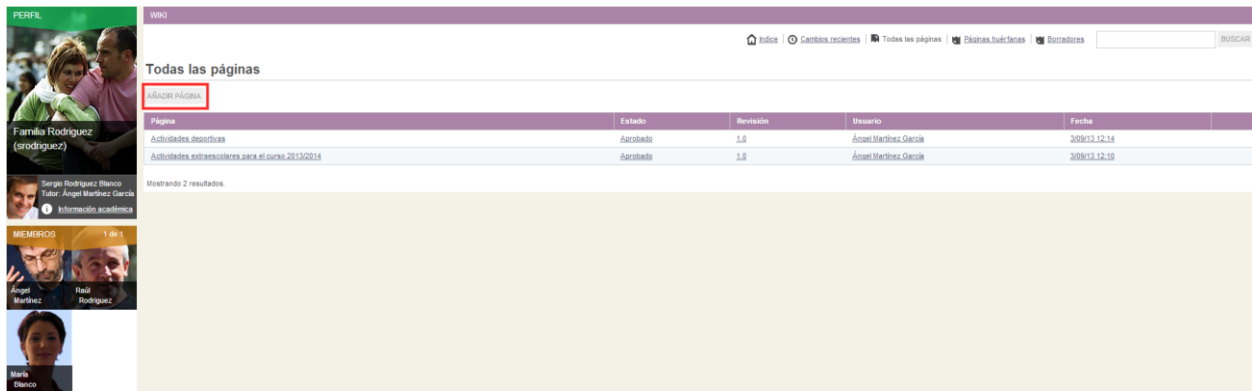 PERFIL
Familia Rodriguez
(srodriguez)
Sergio Rodriguez Blanco
Tutor: Ángel Martínez García
Información académica
MIEMBROS 1 de 1
Ángel
Martínez
Raúl
Rodriguez
María
Blanco
WIKI
Índice | Cambios recientes | Todas las páginas | Páginas huérfanas | Borradores BUSCAR
Todas las páginas
AÑADIR PÁGINA
Página Estado Revisión Usuario Fecha
Actividades deportivas Aprobado 1.0 Ángel Martínez García 3/09/13 12:14
Actividades extraescolares para el curso 2013/2014 Aprobado 1.0 Ángel Martínez García 3/09/13 12:10
Mostrando 2 resultados.